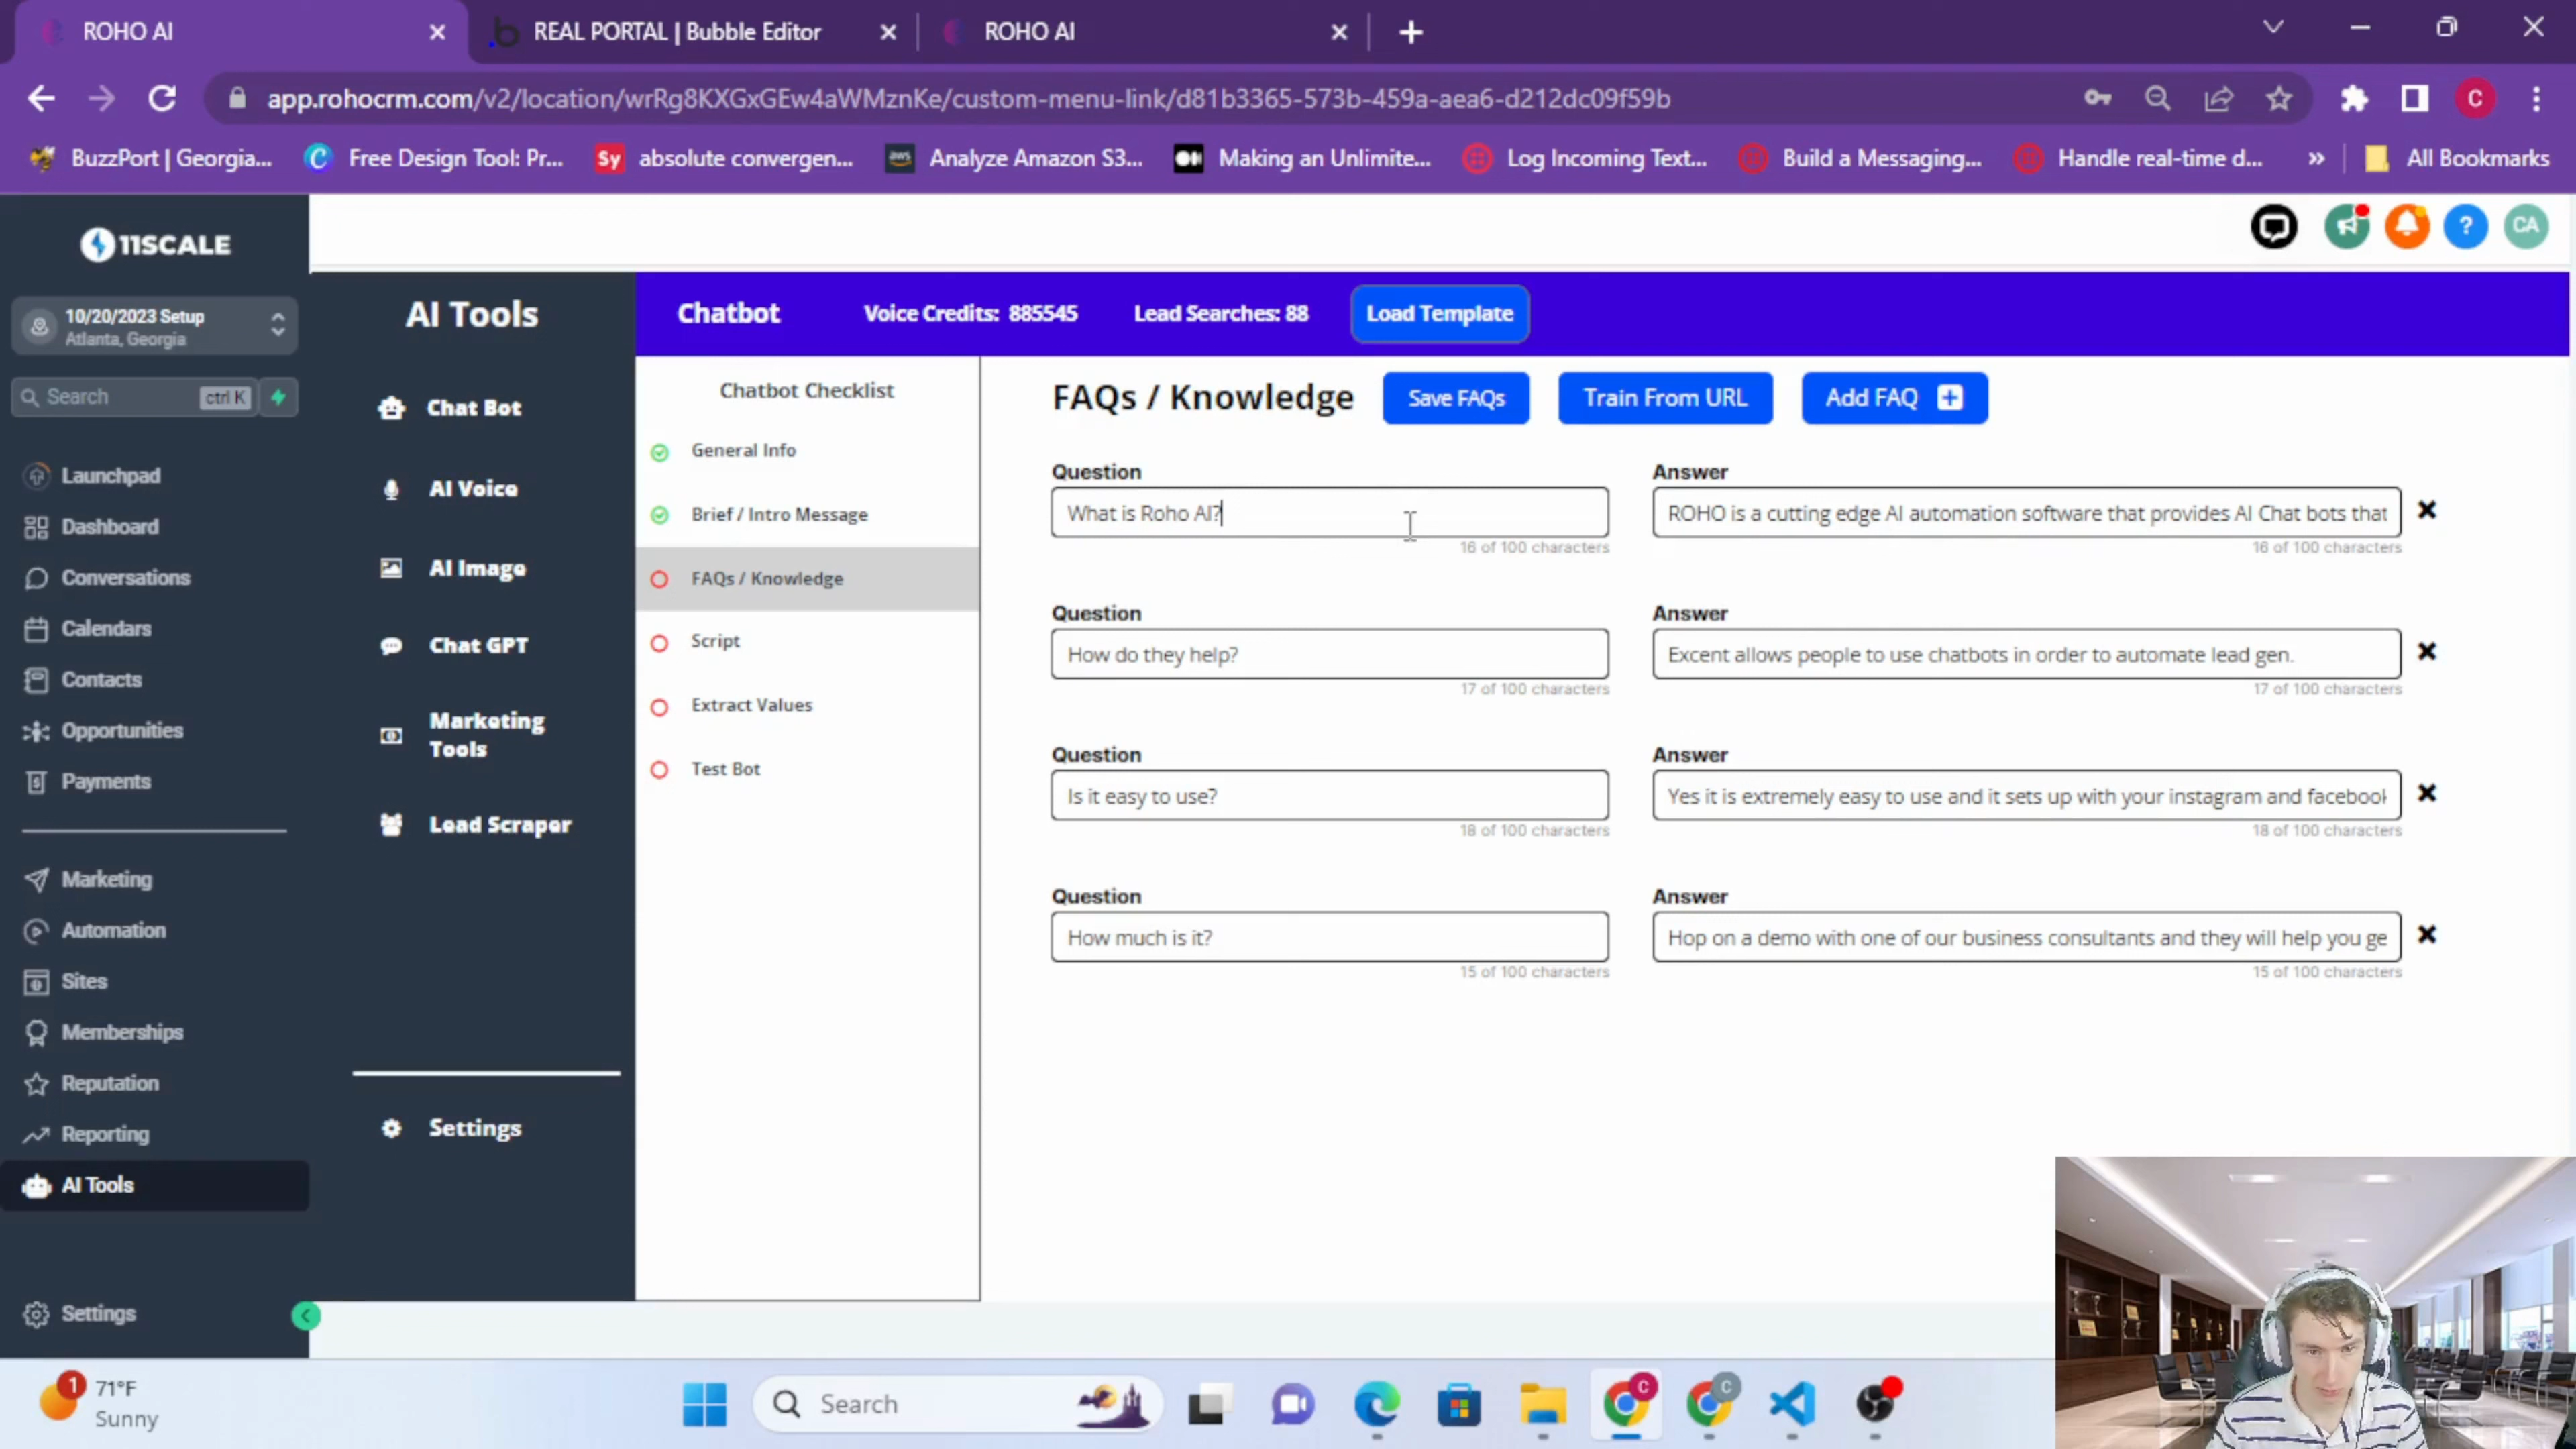 ROHO AI
REAL PORTAL | Bubble Editor
ROHO AI
app.rohocrm.com/v2/location/wrRg8KXGxGEw4aWMznKe/custom-menu-link/d81b3365-573b-459a-aea6-d212dc09f59b
C
BuzzPort | Georgia...
Free Design Tool: Pr...
Sy absolute convergen...
aws Analyze Amazon S3...
Making an Unlimite...
Log Incoming Text...
Build a Messaging...
Handle real-time d...
»
All Bookmarks
11SCALE
CA
10/20/2023 Setup
Atlanta, Georgia
Search ctrl K
Launchpad
Dashboard
Conversations
Calendars
Contacts
Opportunities
Payments
Marketing
Automation
Sites
Memberships
Reputation
Reporting
AI Tools
Settings
AI Tools
Chat Bot
AI Voice
AI Image
Chat GPT
Marketing
Tools
Lead Scraper
Settings
Chatbot
Voice Credits: 885545
Lead Searches: 88
Load Template
Chatbot Checklist
General Info
Brief / Intro Message
FAQs / Knowledge
Script
Extract Values
Test Bot
FAQs / Knowledge
Save FAQs
Train From URL
Add FAQ
Question
What is Roho AI?
16 of 100 characters
Answer
ROHO is a cutting edge AI automation software that provides AI Chat bots that
16 of 100 characters
Question
How do they help?
17 of 100 characters
Answer
Excent allows people to use chatbots in order to automate lead gen.
17 of 100 characters
Question
Is it easy to use?
18 of 100 characters
Answer
Yes it is extremely easy to use and it sets up with your instagram and facebook
18 of 100 characters
Question
How much is it?
15 of 100 characters
Answer
Hop on a demo with one of our business consultants and they will help you ge
15 of 100 characters
1
71°F
Sunny
Search
C
C